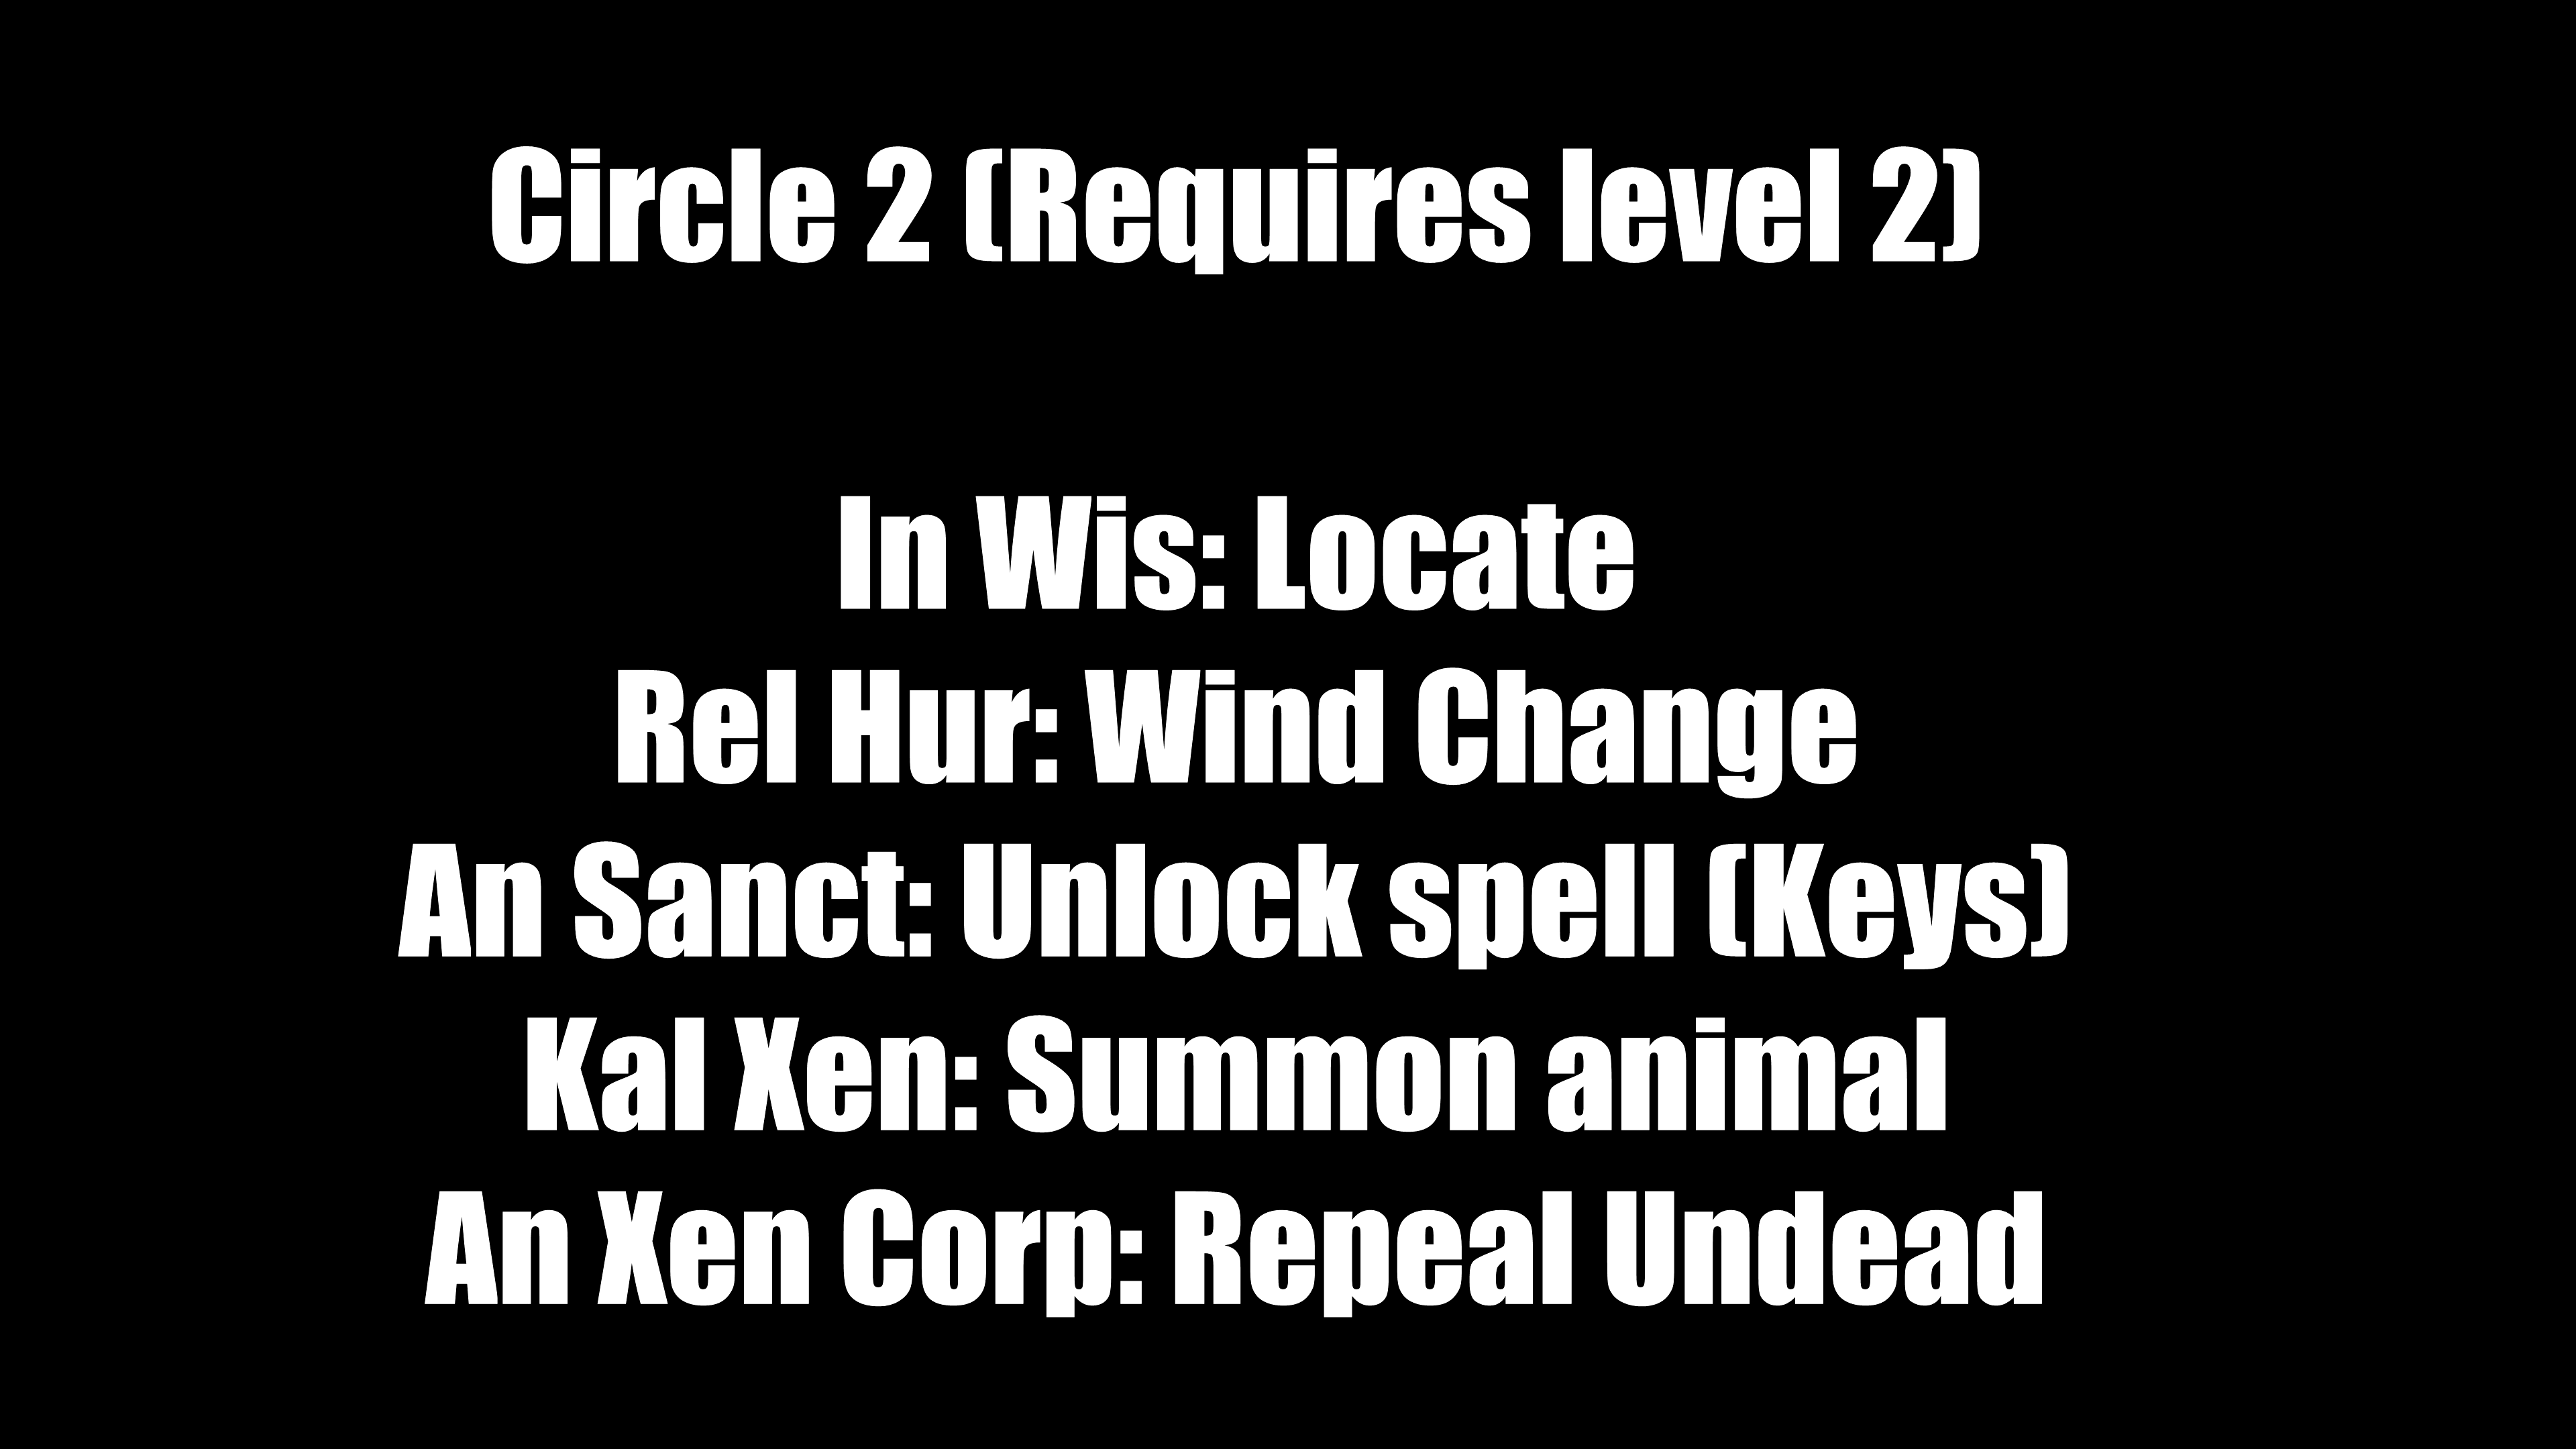 Circle 2 (Requires level 2)
In Wis: Locate
Rel Hur: Wind Change
An Sanct: Unlock spell (Keys)
Kal Xen: Summon animal
An Xen Corp: Repeal Undead